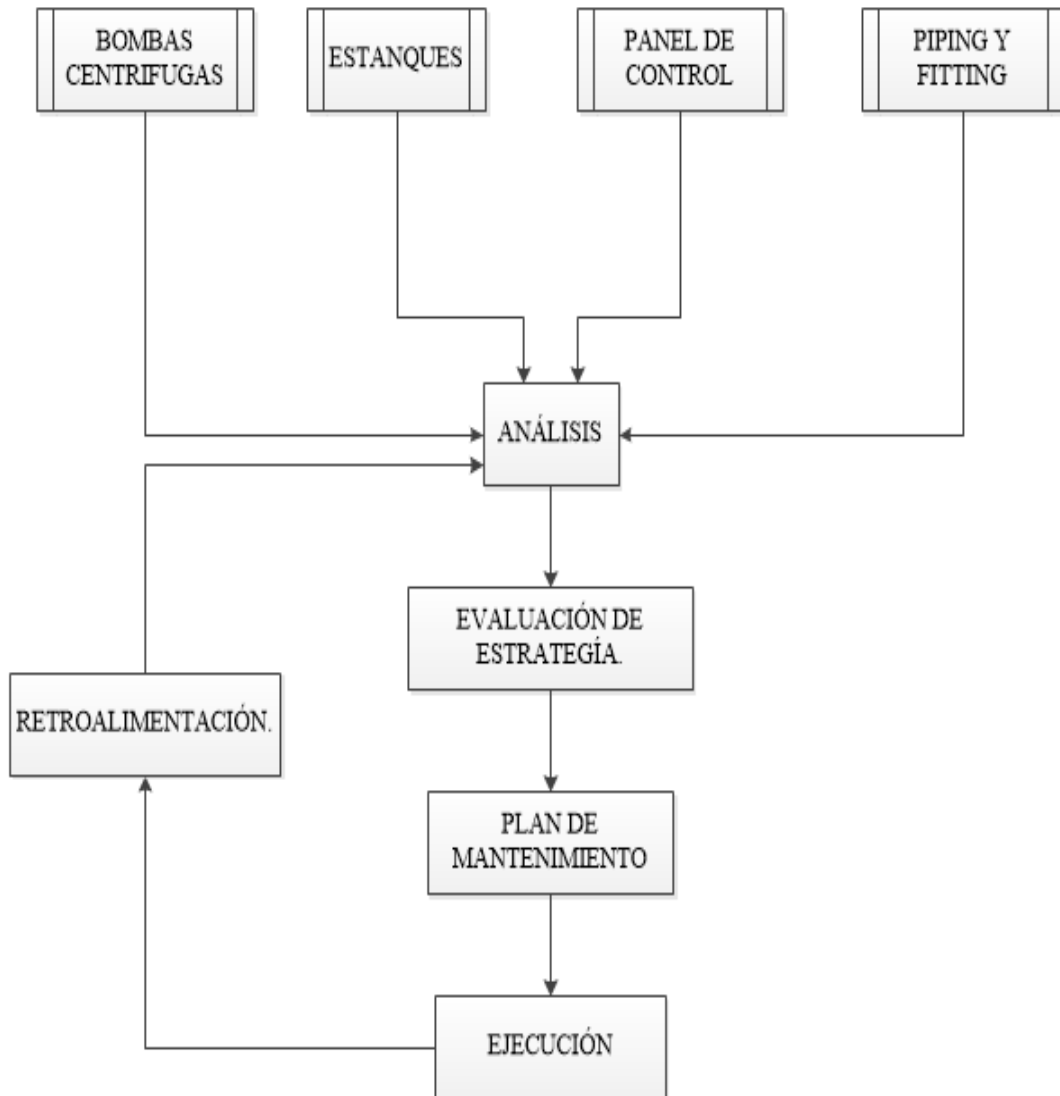 BOMBAS
CENTRIFUGAS
ESTANQUES
PANEL DE
CONTROL
PIPING Y
FITTING
ANÁLISIS
EVALUACIÓN DE
ESTRATEGÍA.
RETROALIMENTACIÓN.
PLAN DE
MANTENIMIENTO
EJECUCIÓN